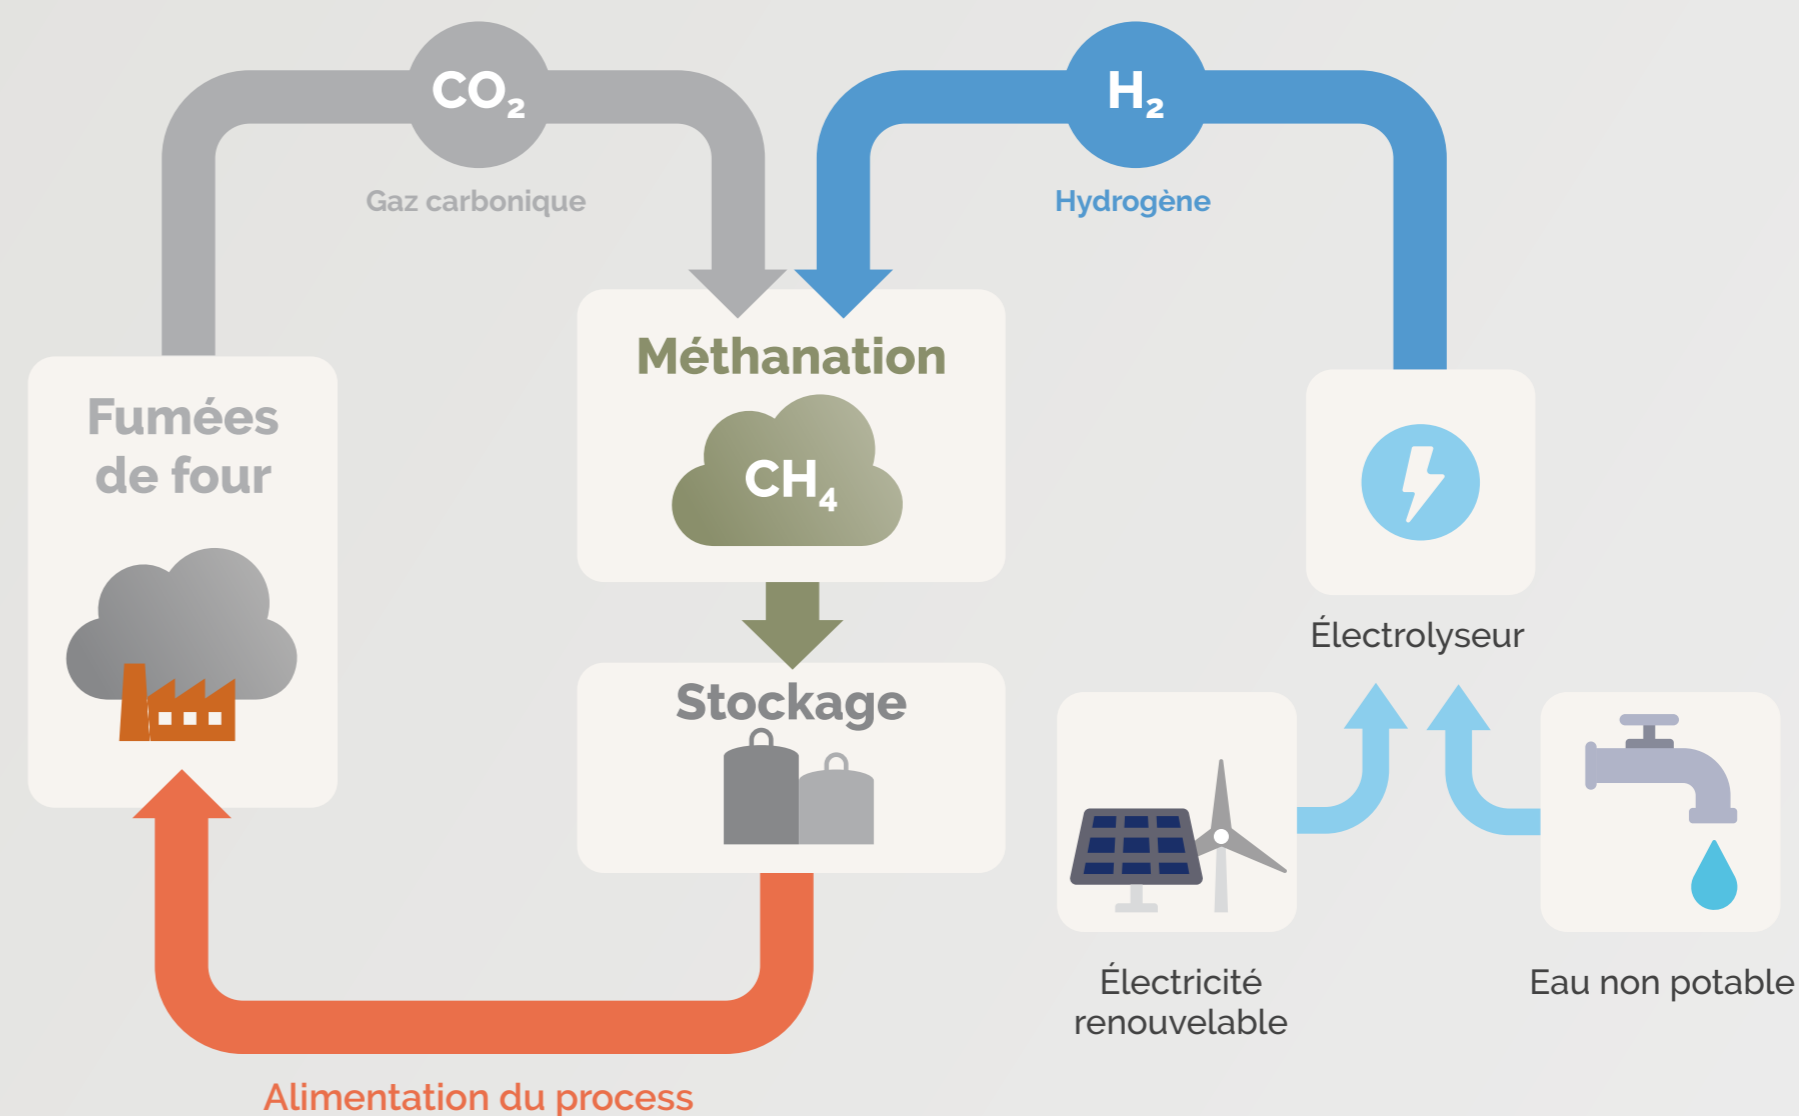 CO₂
H₂
Gaz carbonique
Hydrogène
Méthanation
CH₄
Fumées
de four
Stockage
Électrolyseur
Électricité
renouvelable
Eau non potable
Alimentation du process